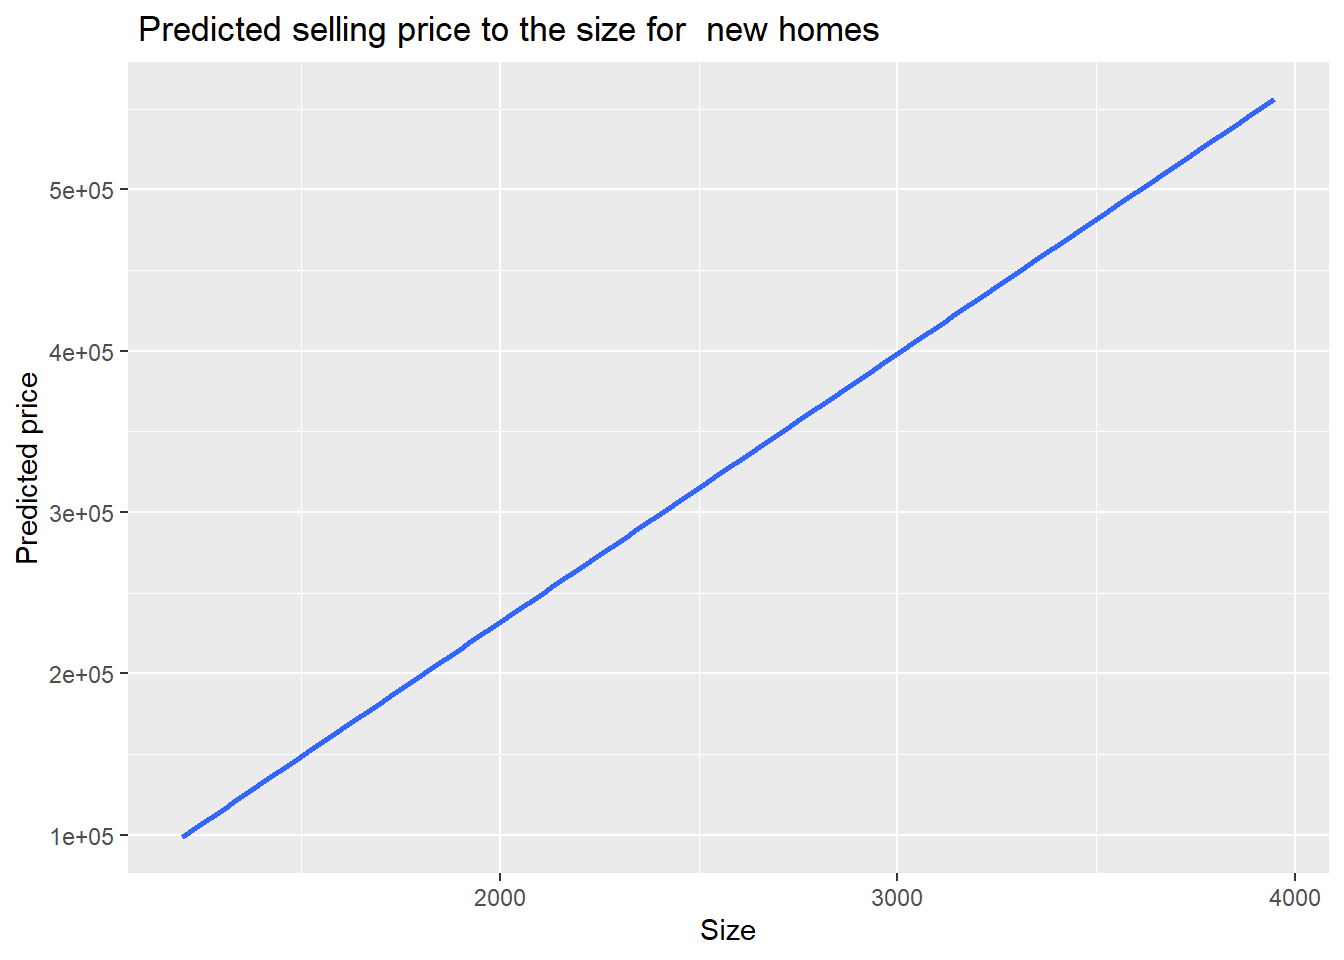 Predicted selling price to the size for  new homes
Predicted price
5e+05
4e+05
3e+05
2e+05
1e+05
2000 3000 4000
Size